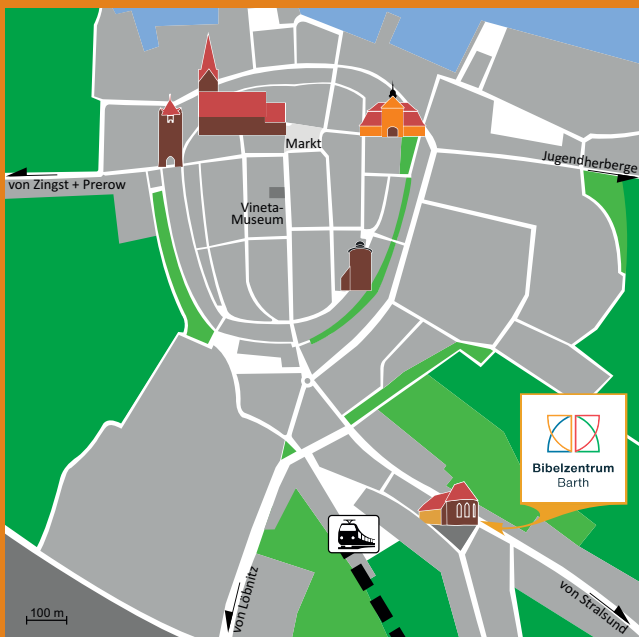 Markt
Jugendherberge
von Zingst + Prerow
Vineta-
Museum
Bibelzentrum
Barth
von Löbnitz
von Stralsund
100 m